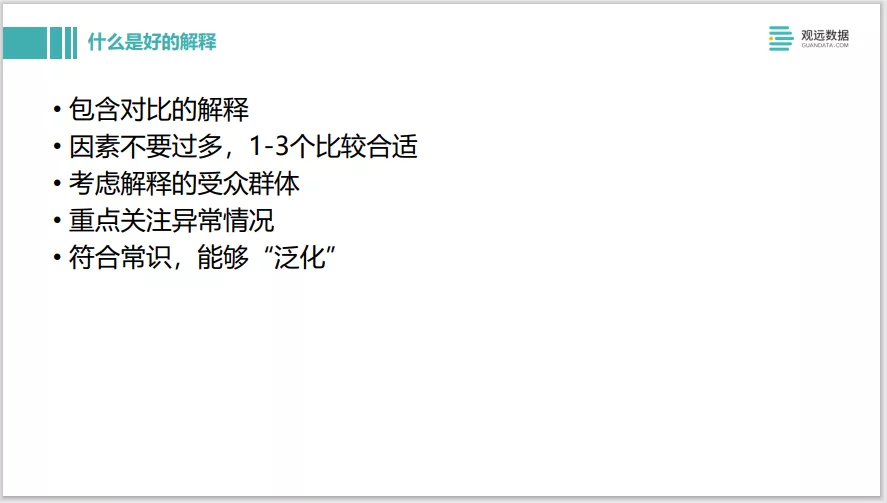 什么是好的解释
观远数据
GUANDATA.COM
• 包含对比的解释
• 因素不要过多，1-3个比较合适
• 考虑解释的受众群体
• 重点关注异常情况
• 符合常识，能够“泛化”